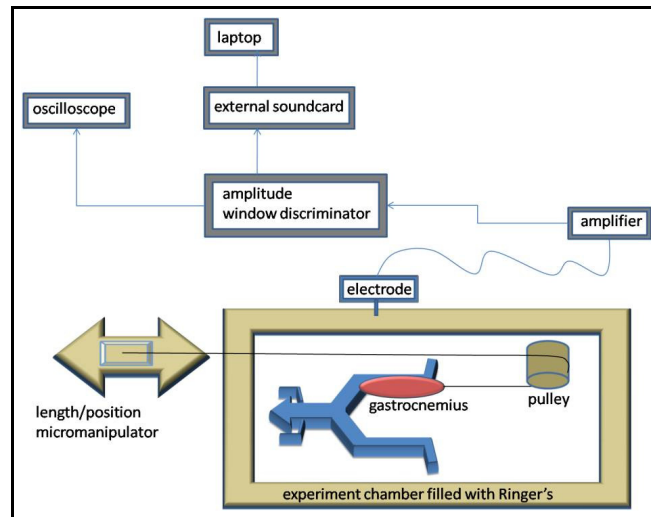 laptop
oscilloscope
external soundcard
amplitude
window discriminator
amplifier
electrode
length/position
micromanipulator
gastrocnemius
pulley
experiment chamber filled with Ringer's